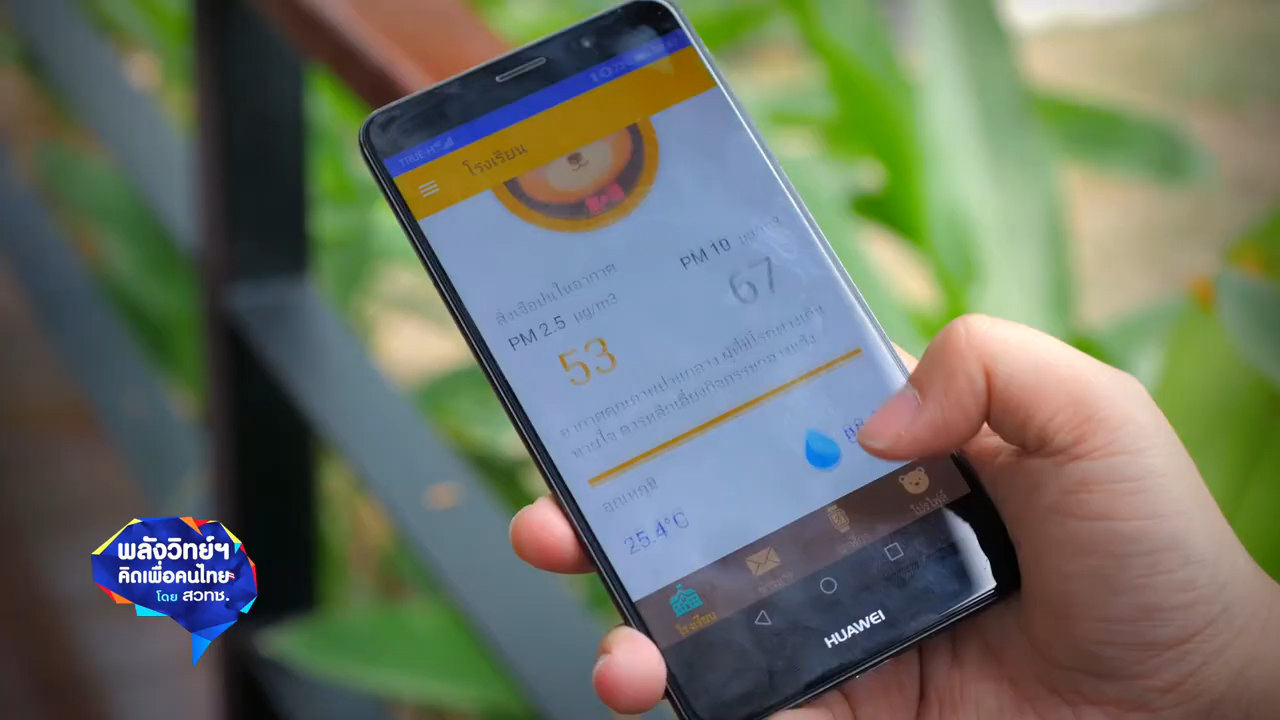 TRUE-H
โรงเรียน
สิ่งเจือปนในอากาศ
PM 2.5 µg/m3
53
PM 10 µg/m3
67
อากาศคุณภาพปานกลาง ผู้ที่มีโรคทางเดิน
หายใจ ควรหลีกเลี่ยงกิจกรรมกลางแจ้ง
อุณหภูมิ
25.4°C
โรงเรียน
โปรไฟล์
HUAWEI
พลังวิทย์ฯ
คิดเพื่อคนไทย
โดย สวทช.